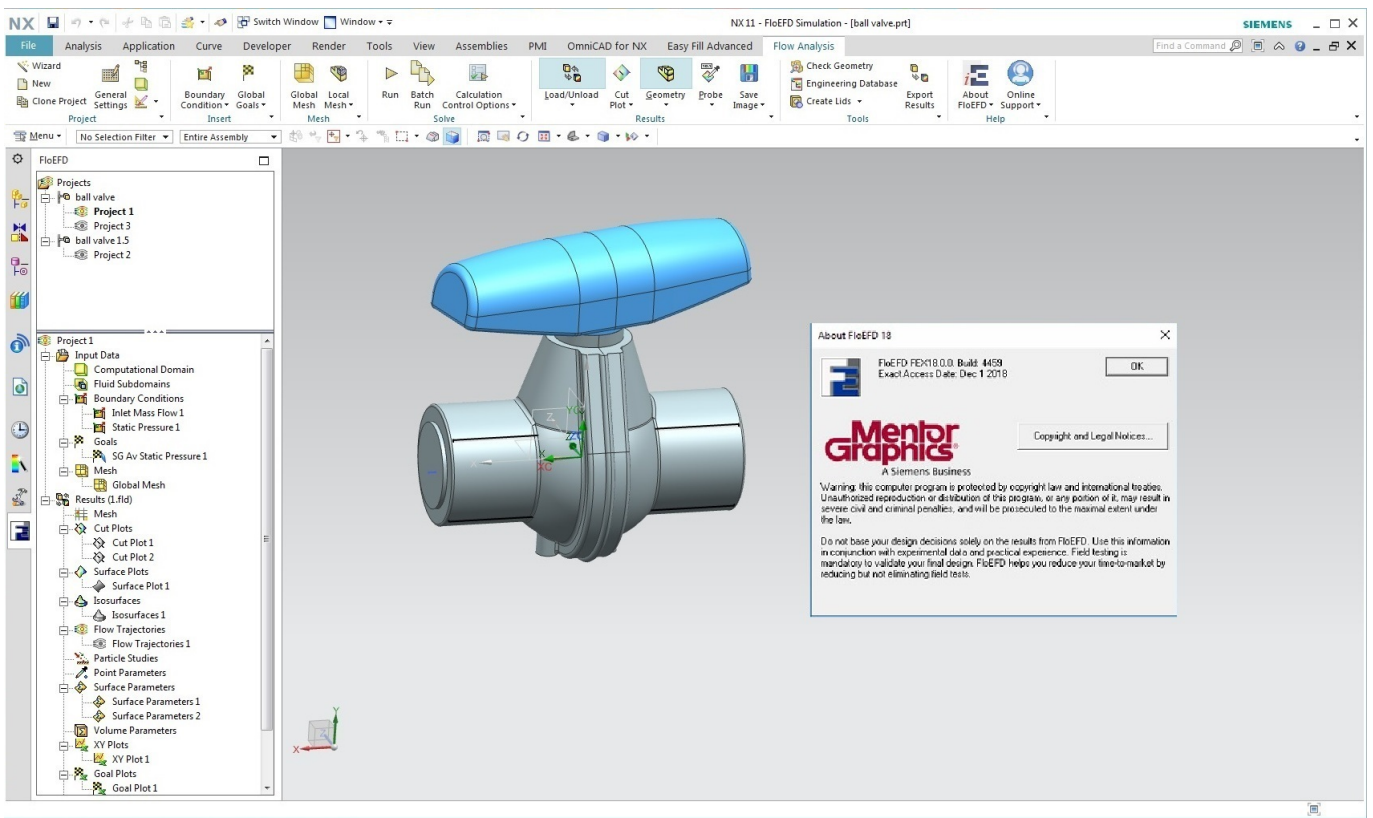 NX
Switch Window Window
NX 11 - FloEFD Simulation - [ball valve.prt]
SIEMENS
File Analysis Application Curve Developer Render Tools View Assemblies PMI OmniCAD for NX Easy Fill Advanced Flow Analysis
Find a Command
Wizard
New
Clone Project
General Settings
Project
Boundary Condition
Global Goals
Insert
Global Mesh
Local Mesh
Mesh
Run
Batch Run
Calculation Control Options
Solve
Load/Unload
Cut Plot
Geometry
Probe
Save Image
Results
Check Geometry
Engineering Database
Create Lids
Export Results
Tools
About FloEFD
Online Support
Help
Menu
No Selection Filter
Entire Assembly
FloEFD
Projects
ball valve
Project 1
Project 3
ball valve 1.5
Project 2
Project 1
Input Data
Computational Domain
Fluid Subdomains
Boundary Conditions
Inlet Mass Flow 1
Static Pressure 1
Goals
SG Av Static Pressure 1
Mesh
Global Mesh
Results (1.fld)
Mesh
Cut Plots
Cut Plot 1
Cut Plot 2
Surface Plots
Surface Plot 1
Isosurfaces
Isosurfaces 1
Flow Trajectories
Flow Trajectories 1
Particle Studies
Point Parameters
Surface Parameters
Surface Parameters 1
Surface Parameters 2
Volume Parameters
XY Plots
XY Plot 1
Goal Plots
Goal Plot 1
YC
Z
X
XC
Y
Z
X
About FloEFD 18
FloEFD FEX18.0.0. Build: 4459
Exact Access Date: Dec 1 2018
OK
Mentor
Graphics
A Siemens Business
Copyright and Legal Notices...
Warning: this computer program is protected by copyright law and international treaties.
Unauthorized reproduction or distribution of this program, or any portion of it, may result in
severe civil and criminal penalties, and will be prosecuted to the maximal extent under
the law.
Do not base your design decisions solely on the results from FloEFD. Use this information
in conjunction with experimental data and practical experience. Field testing is
mandatory to validate your final design. FloEFD helps you reduce your time-to-market by
reducing but not eliminating field tests.